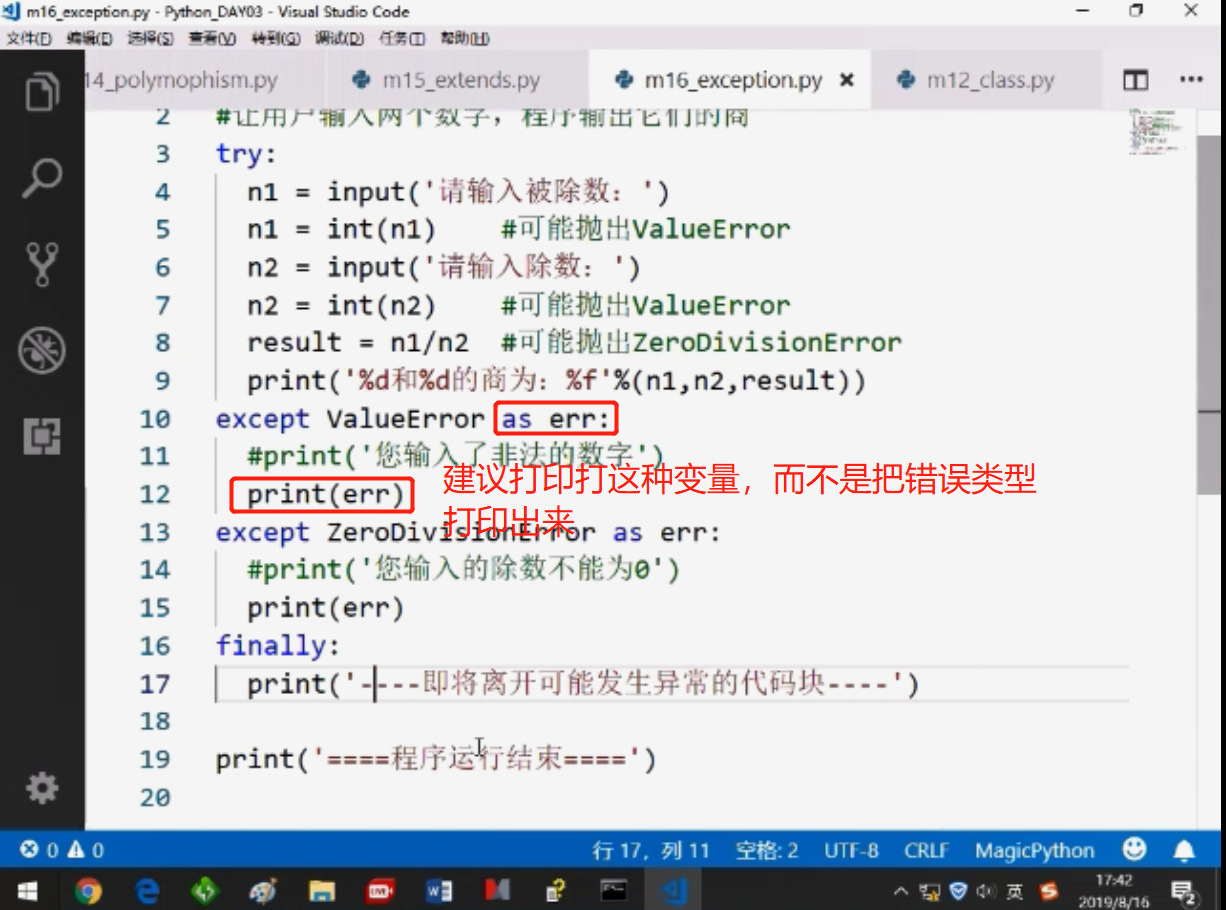 m16_exception.py - Python_DAY03 - Visual Studio Code
文件(F) 编辑(E) 选择(S) 查看(V) 转到(G) 调试(D) 任务(T) 帮助(H)
14_polymophism.py m15_extends.py m16_exception.py m12_class.py
2 #让用户输入两个数字，程序输出它们的商
3 try:
4 n1 = input('请输入被除数：')
5 n1 = int(n1) #可能抛出ValueError
6 n2 = input('请输入除数：')
7 n2 = int(n2) #可能抛出ValueError
8 result = n1/n2 #可能抛出ZeroDivisionError
9 print('%d和%d的商为：%f'%(n1,n2,result))
10 except ValueError as err:
11 #print('您输入了非法的数字')
12 print(err)
建议打印打这种变量，而不是把错误类型
打印出来
13 except ZeroDivisionError as err:
14 #print('您输入的除数不能为0')
15 print(err)
16 finally:
17 print('----即将离开可能发生异常的代码块----')
18
19 print('====程序运行结束====')
20
0 0 行 17，列 11 空格: 2 UTF-8 CRLF MagicPython
英 17:42
2019/8/16 2